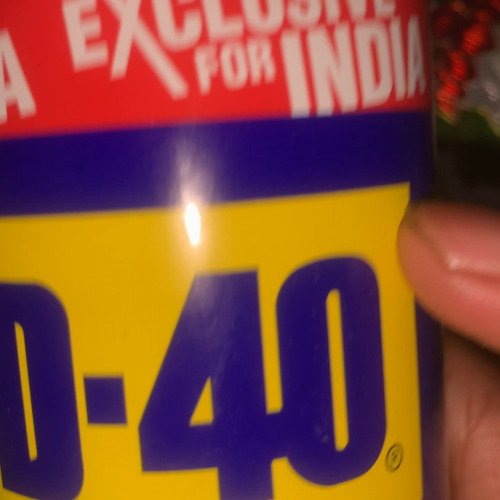 A EXCLUSIVE
FOR INDIA
D-40®